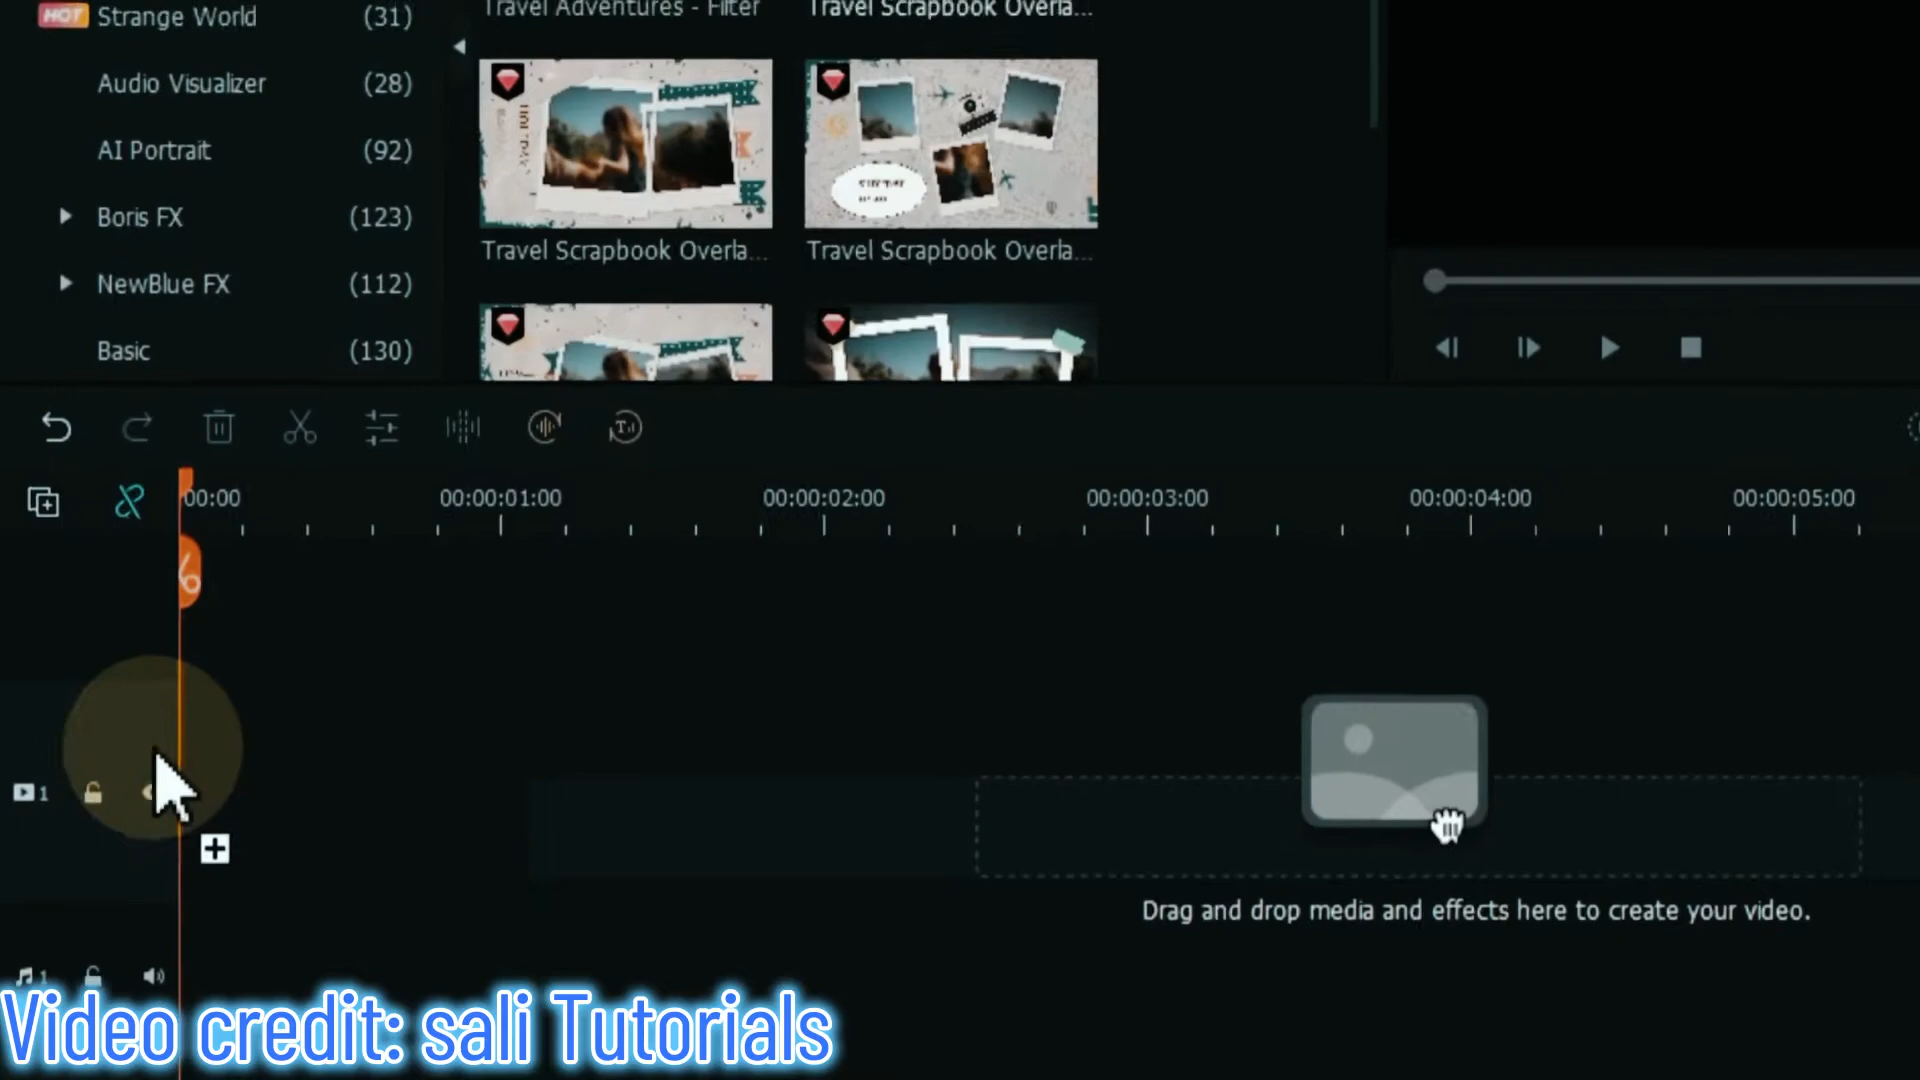 HOT Strange World (31)
Audio Visualizer (28)
AI Portrait (92)
Boris FX (123)
NewBlue FX (112)
Basic (130)
Travel Adventures - Filter
Travel Scrapbook Overla...
Travel Scrapbook Overla...
Travel Scrapbook Overla...
00:00
00:00:01:00
00:00:02:00
00:00:03:00
00:00:04:00
00:00:05:00
1
Drag and drop media and effects here to create your video.
1
Video credit: sali Tutorials